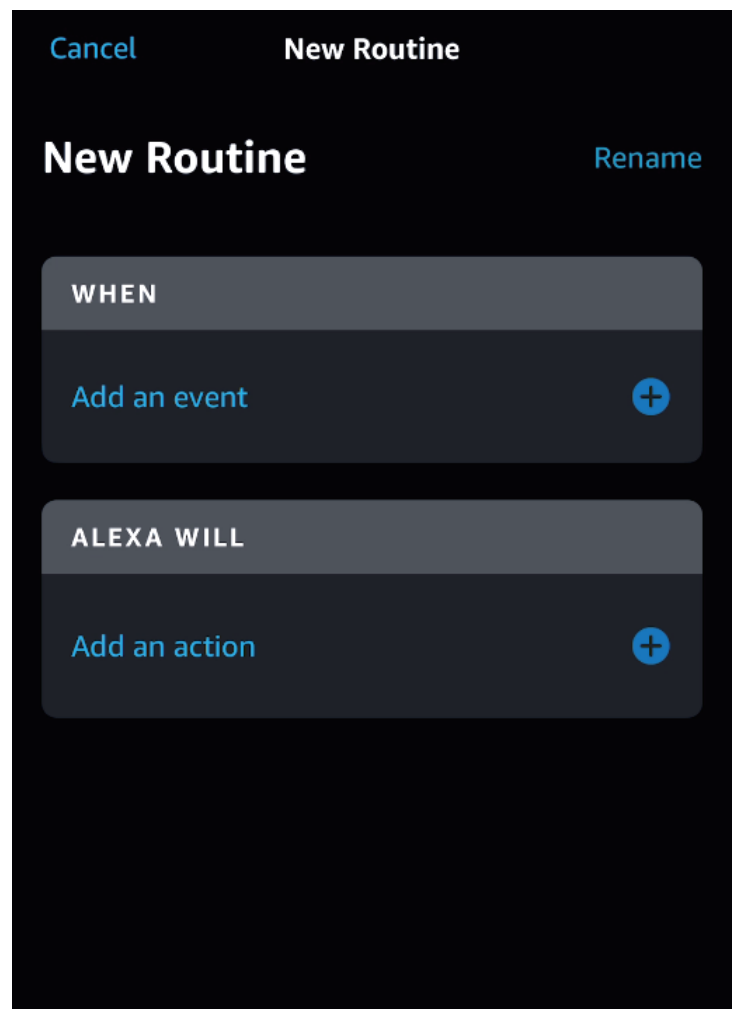 Cancel New Routine
New Routine Rename
WHEN
Add an event
ALEXA WILL
Add an action